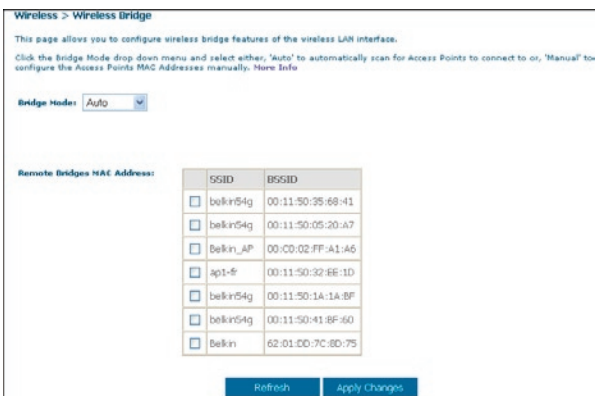 Wireless > Wireless Bridge
This page allows you to configure wireless bridge features of the wireless LAN interface.
Click the Bridge Mode drop down menu and select either, 'Auto' to automatically scan for Access Points to connect to or, 'Manual' to
configure the Access Points MAC Addresses manually. More Info
Bridge Mode: Auto
Remote Bridges MAC Address:
SSID BSSID
belkin54g 00:11:50:35:68:41
belkin54g 00:11:50:05:20:A7
Belkin_AP 00:C0:02:FF:A1:A6
ap1-fr 00:11:50:32:EE:1D
belkin54g 00:11:50:1A:1A:BF
belkin54g 00:11:50:41:BF:60
Belkin 62:01:DD:7C:8D:75
Refresh Apply Changes